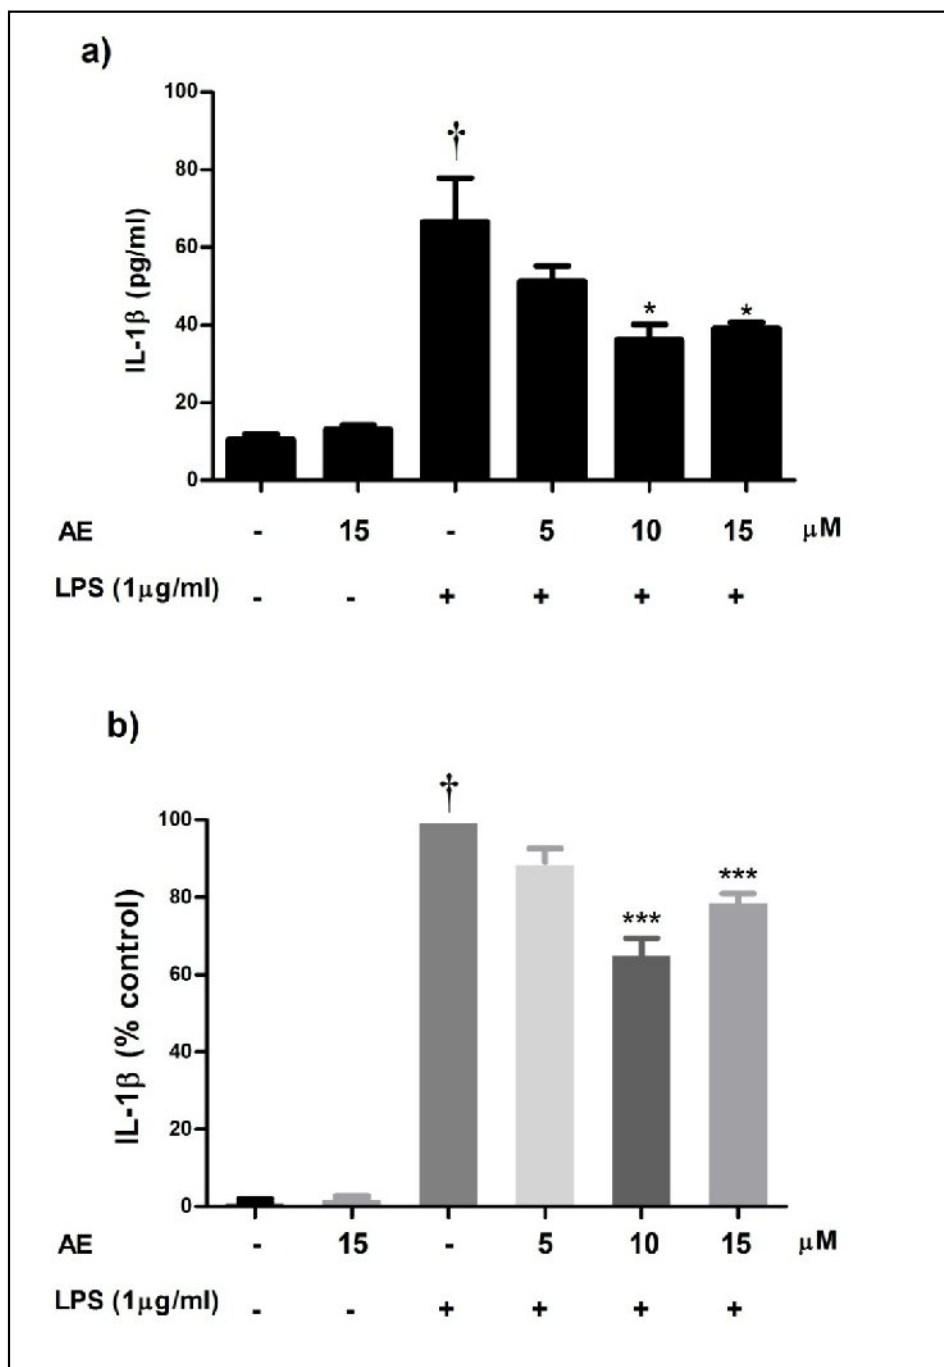 a)
†
100
80
60
40
20
0
IL-1β (pg/ml)
* *
AE - 15 - 5 10 15 μM
LPS (1μg/ml) - - + + + +
b)
†
100
80
60
40
20
0
IL-1β (% control)
*** ***
AE - 15 - 5 10 15 μM
LPS (1μg/ml) - - + + + +